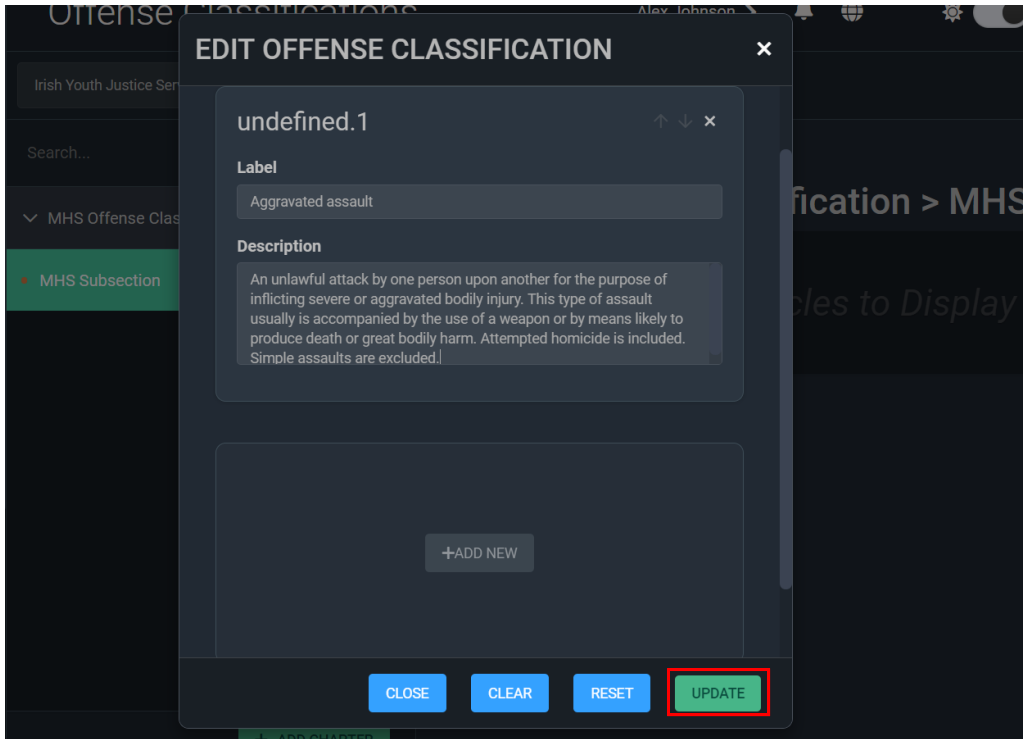 Offense Classifications
Alex Johnson
EDIT OFFENSE CLASSIFICATION
Irish Youth Justice Ser
Search...
MHS Offense Clas
MHS Subsection
fication > MHS
cles to Display
undefined.1
Label
Aggravated assault
Description
An unlawful attack by one person upon another for the purpose of
inflicting severe or aggravated bodily injury. This type of assault
usually is accompanied by the use of a weapon or by means likely to
produce death or great bodily harm. Attempted homicide is included.
Simple assaults are excluded.
+ADD NEW
CLOSE
CLEAR
RESET
UPDATE
+ ADD CHAPTER